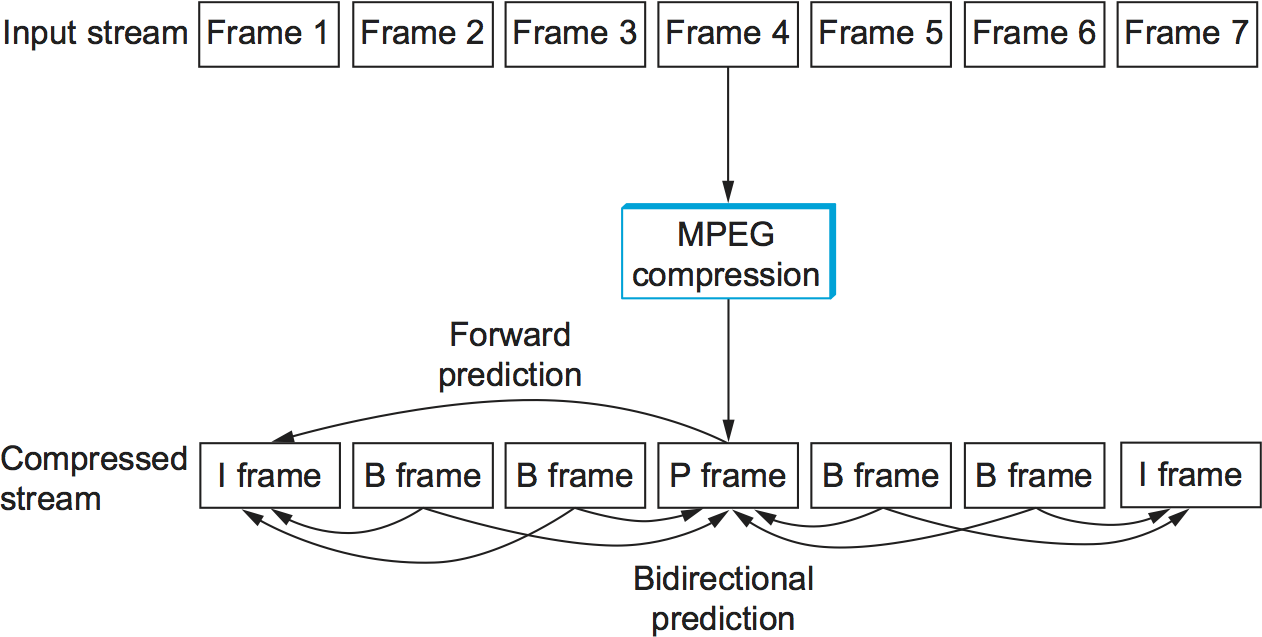 Input stream Frame 1 Frame 2 Frame 3 Frame 4 Frame 5 Frame 6 Frame 7
MPEG
compression
Forward
prediction
Compressed
stream
I frame B frame B frame P frame B frame B frame I frame
Bidirectional
prediction